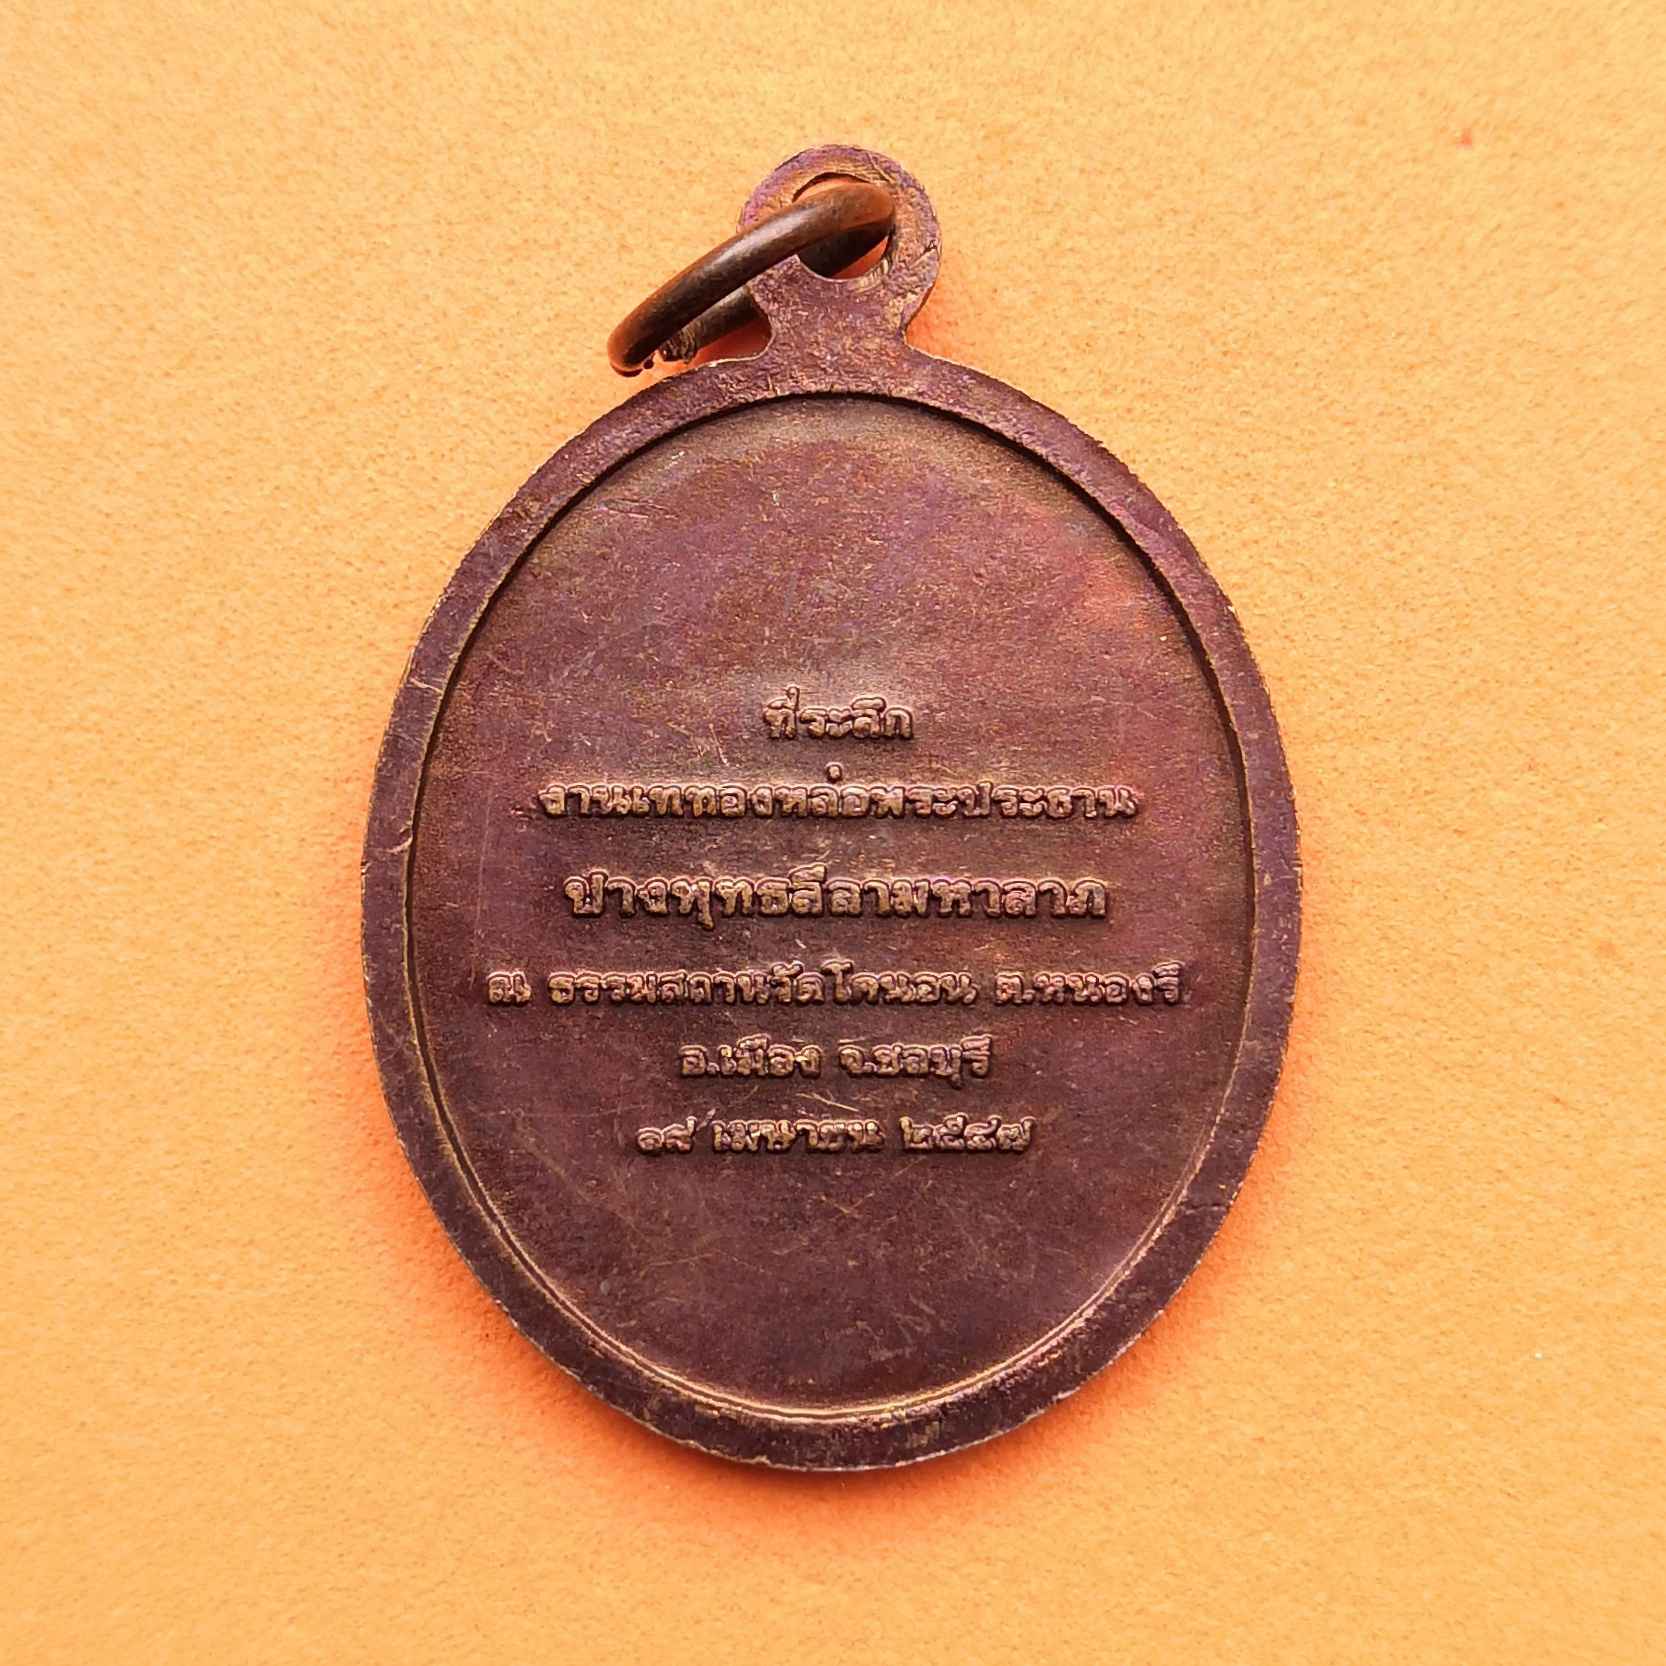 ที่ระลึก
งานเททองหล่อพระประธาน
ปางพุทธลีลามหาลาภ
ณ ธรรมสถานวัดโคนอน ต.หนองรี
อ.เมือง จ.ชลบุรี
๑๙ เมษายน ๒๕๔๗